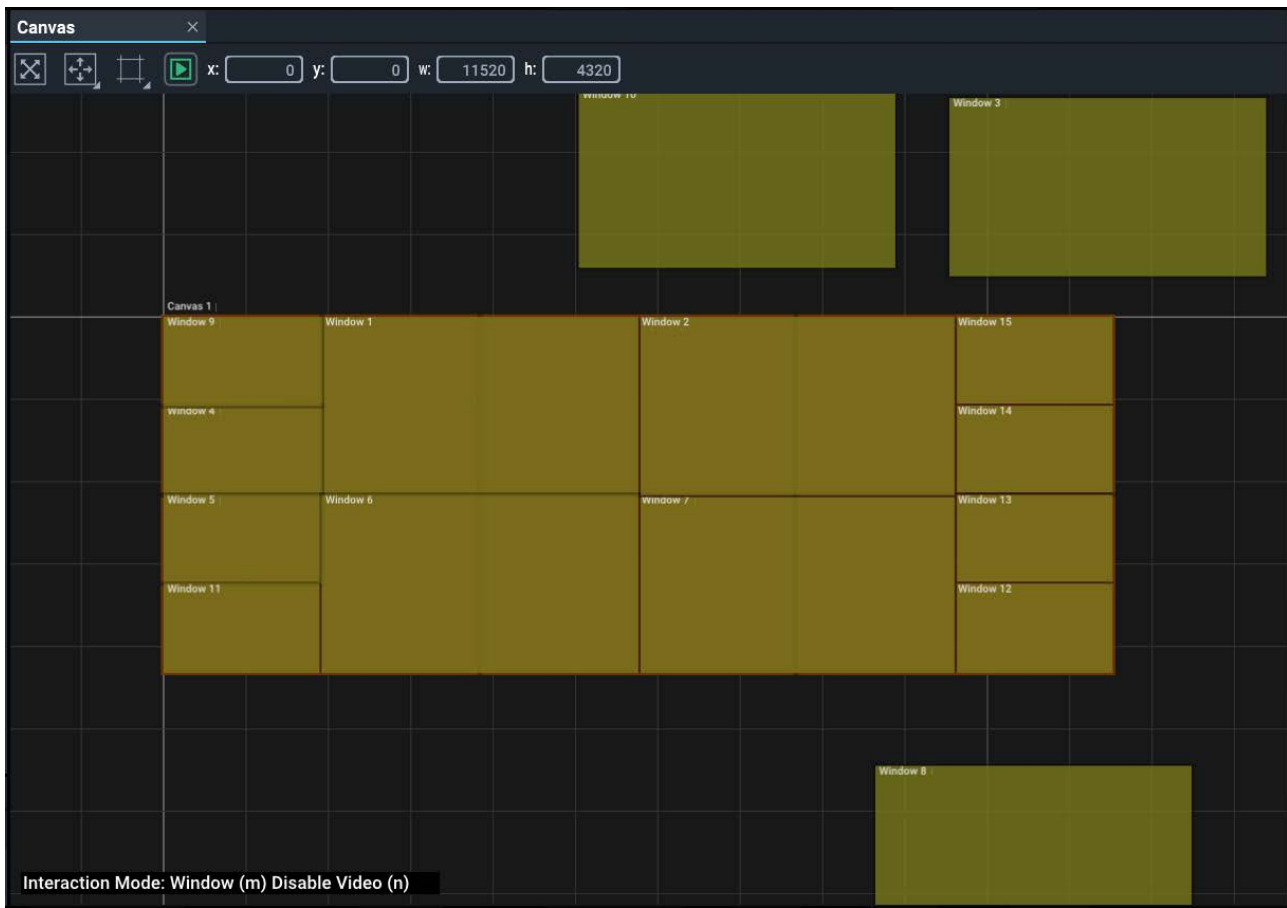 Canvas ×
x: 0 y: 0 w: 11520 h: 4320
Window 10
Window 3
Canvas 1
Window 9
Window 1
Window 2
Window 15
Window 4
Window 14
Window 5
Window 6
Window 7
Window 13
Window 11
Window 12
Window 8
Interaction Mode: Window (m) Disable Video (n)